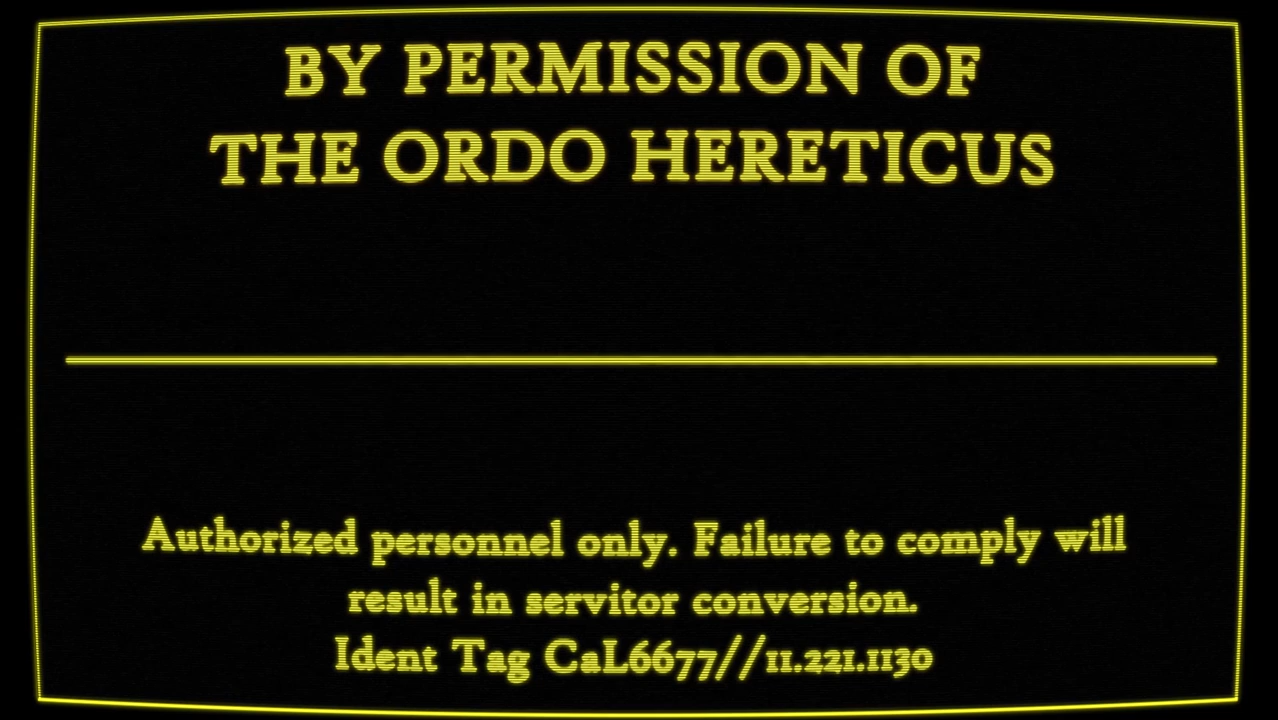 BY PERMISSION OF
THE ORDO HERETICUS
Authorized personnel only. Failure to comply will
result in servitor conversion.
Ident Tag CaL6677//11.221.1130